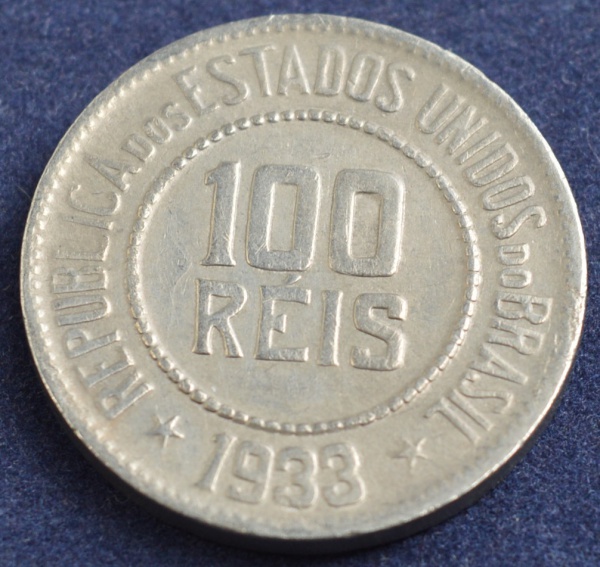 REPUBLICA DOS ESTADOS UNIDOS DO BRASIL
100
RÉIS
1933